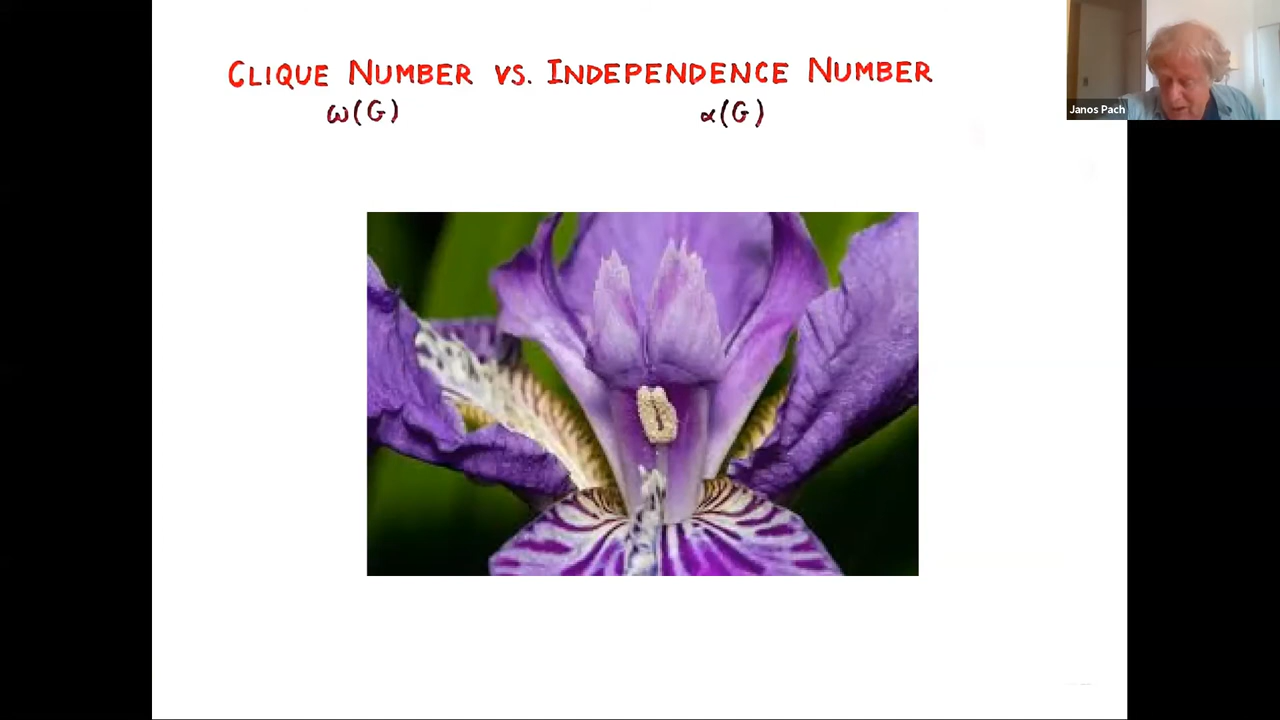 CLIQUE NUMBER VS. INDEPENDENCE NUMBER
ω(G) α(G)
Janos Pach